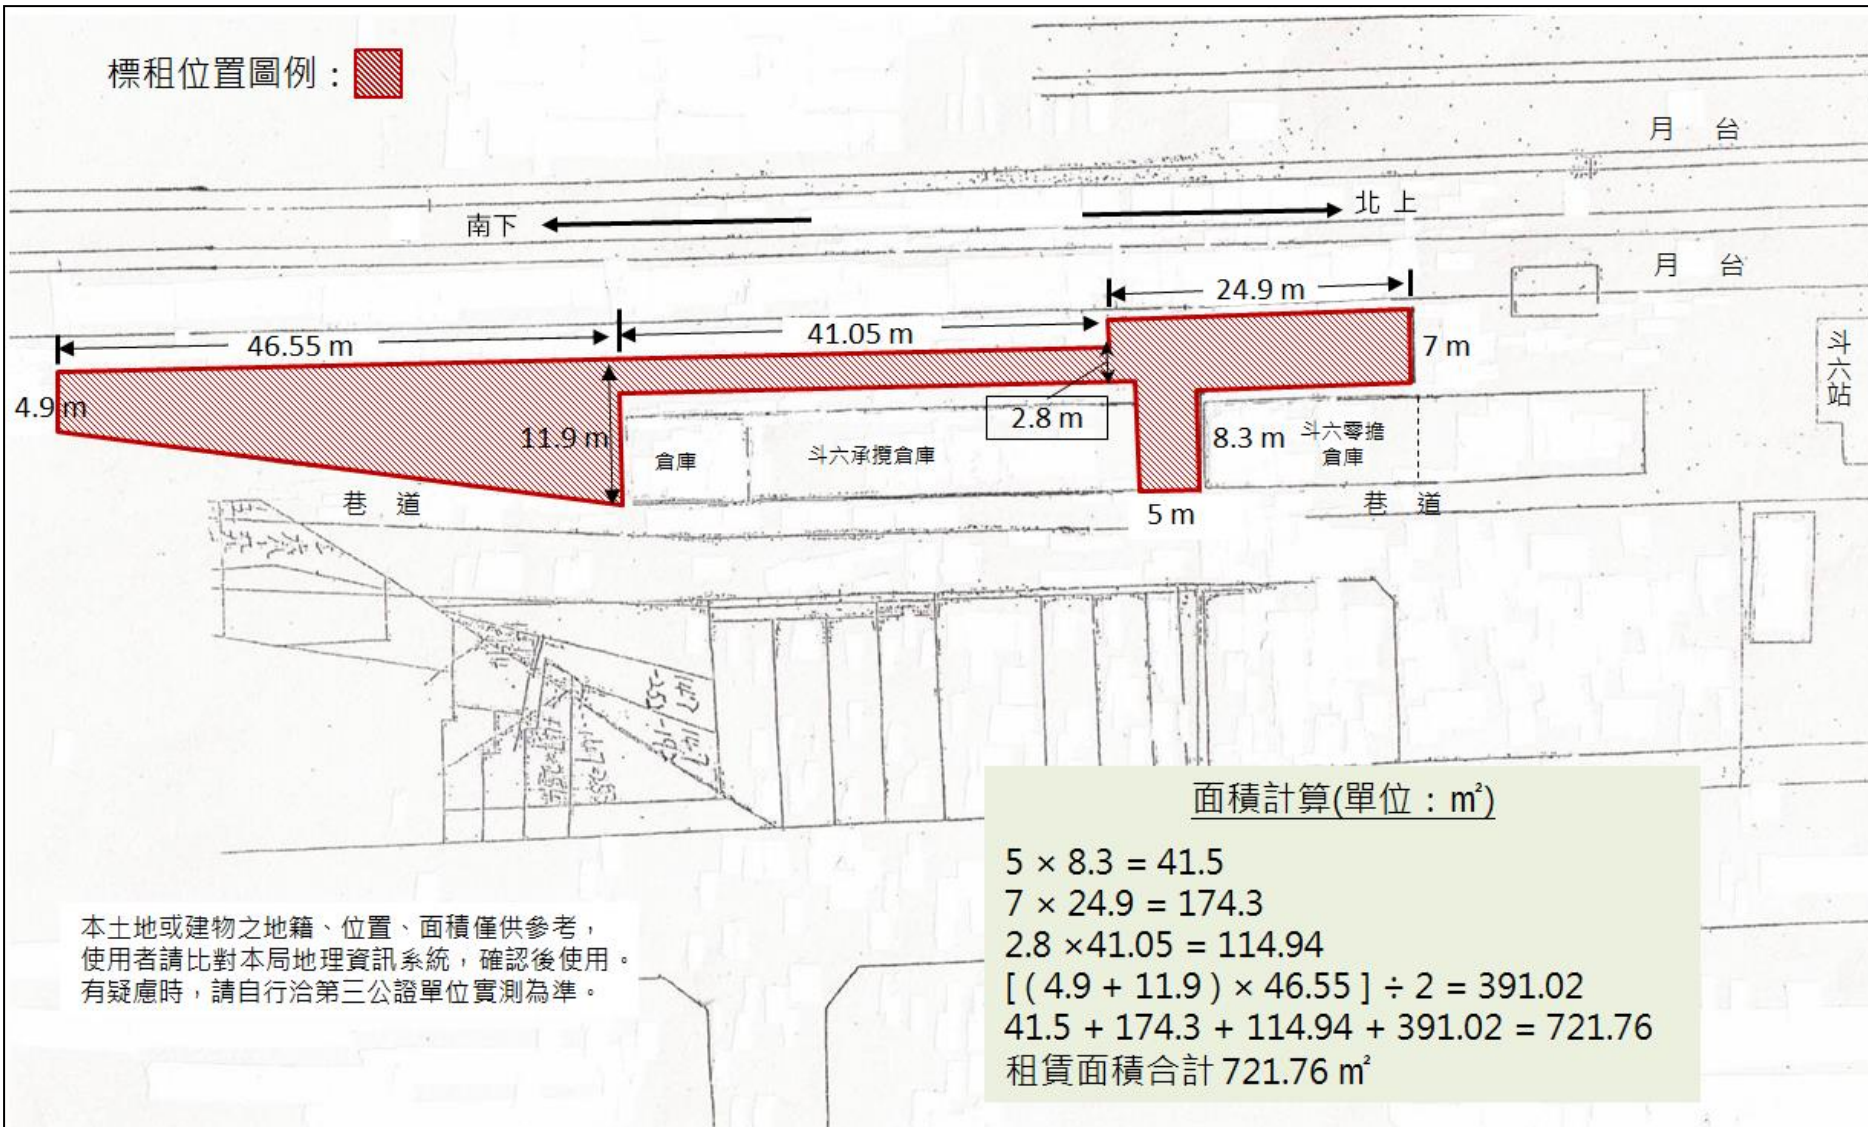 標租位置圖例：
月 台
南下
北 上
月 台
24.9 m
46.55 m
41.05 m
7 m
斗六站
4.9 m
11.9 m
2.8 m
8.3 m
斗六零擔
倉庫
倉庫
斗六承攬倉庫
巷 道
巷 道
5 m
面積計算(單位：㎡)
5 × 8.3 = 41.5
7 × 24.9 = 174.3
2.8 ×41.05 = 114.94
[ ( 4.9 + 11.9 ) × 46.55 ] ÷ 2 = 391.02
41.5 + 174.3 + 114.94 + 391.02 = 721.76
租賃面積合計 721.76 ㎡
本土地或建物之地籍、位置、面積僅供參考，
使用者請比對本局地理資訊系統，確認後使用。
有疑慮時，請自行洽第三公證單位實測為準。